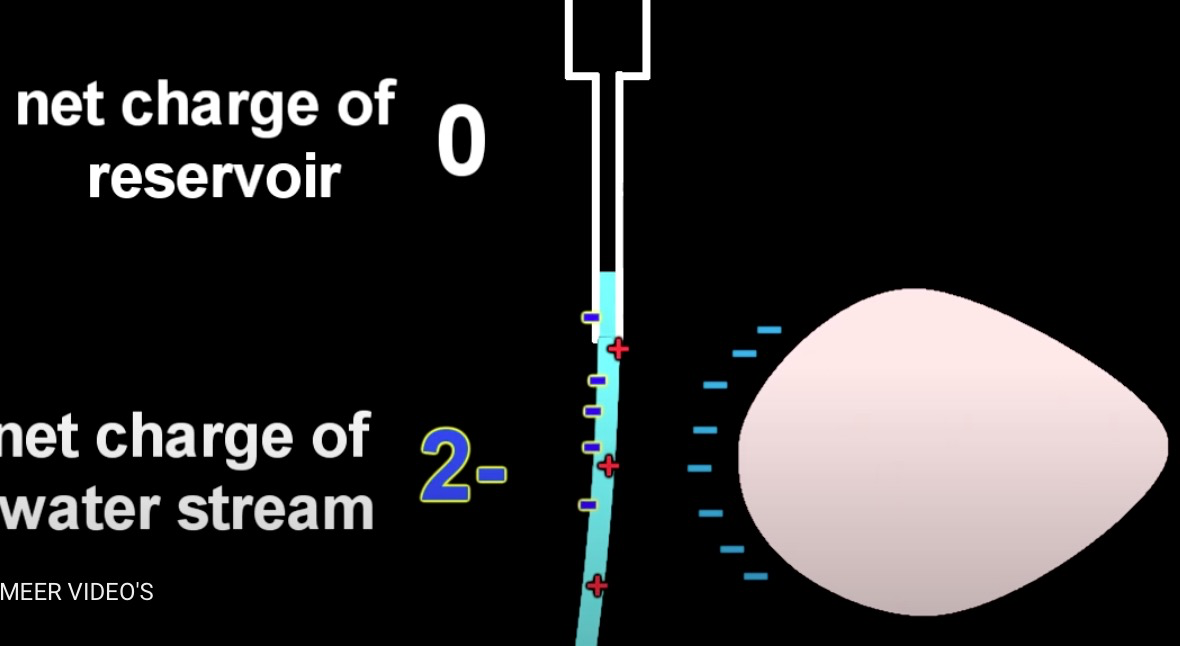 net charge of
reservoir
0
net charge of
water stream
2-
MEER VIDEO'S